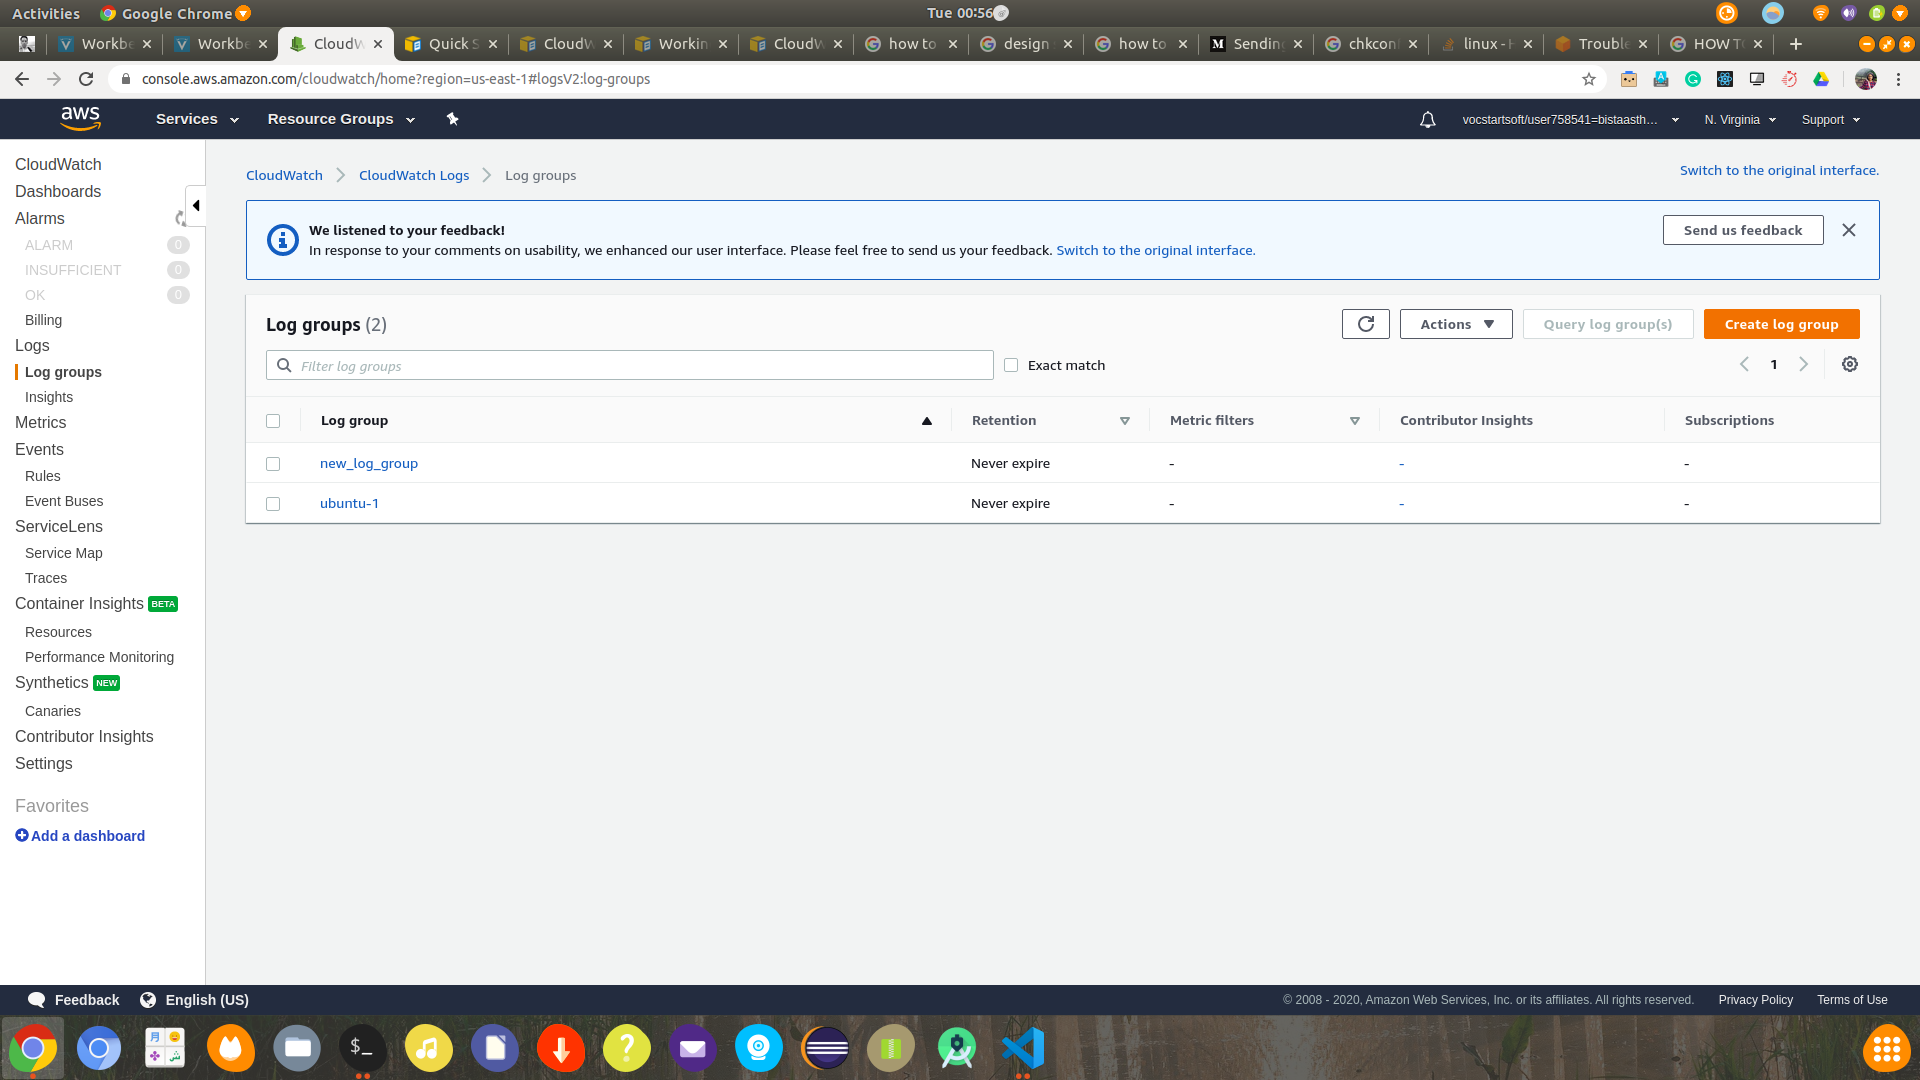 Activities
Google Chrome
Tue 00:56
Workbe
Workbe
CloudW
Quick S
CloudW
Workin
CloudW
how to
design
how to
Sending
chkconf
linux - H
Trouble
HOW TO
console.aws.amazon.com/cloudwatch/home?region=us-east-1#logsV2:log-groups
aws
Services
Resource Groups
vocstartsoft/user758541=bistaasth...
N. Virginia
Support
CloudWatch
Dashboards
Alarms
ALARM 0
INSUFFICIENT 0
OK 0
Billing
Logs
Log groups
Insights
Metrics
Events
Rules
Event Buses
ServiceLens
Service Map
Traces
Container Insights BETA
Resources
Performance Monitoring
Synthetics NEW
Canaries
Contributor Insights
Settings
Favorites
Add a dashboard
CloudWatch
CloudWatch Logs
Log groups
Switch to the original interface.
We listened to your feedback!
In response to your comments on usability, we enhanced our user interface. Please feel free to send us your feedback. Switch to the original interface.
Send us feedback
Log groups (2)
Actions
Query log group(s)
Create log group
Filter log groups
Exact match
1
Log group Retention Metric filters Contributor Insights Subscriptions
new_log_group Never expire - - -
ubuntu-1 Never expire - - -
Feedback
English (US)
© 2008 - 2020, Amazon Web Services, Inc. or its affiliates. All rights reserved.
Privacy Policy
Terms of Use